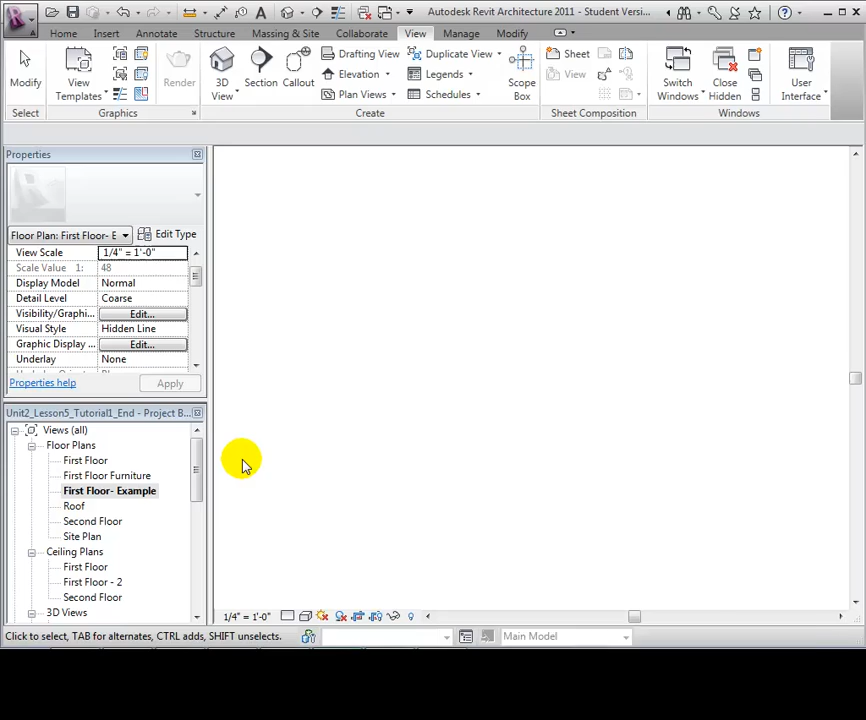 Autodesk Revit Architecture 2011 - Student Versi...
Home Insert Annotate Structure Massing & Site Collaborate View Manage Modify
Modify
View Templates
Render
3D View
Section
Callout
Drafting View
Elevation
Plan Views
Duplicate View
Legends
Schedules
Scope Box
Sheet
View
Switch Windows
Close Hidden
User Interface
Select Graphics Create Sheet Composition Windows
Properties
Floor Plan: First Floor- E Edit Type
View Scale 1/4" = 1'-0"
Scale Value 1: 48
Display Model Normal
Detail Level Coarse
Visibility/Graphi... Edit...
Visual Style Hidden Line
Graphic Display ... Edit...
Underlay None
Properties help Apply
Unit2_Lesson5_Tutorial1_End - Project B...
Views (all)
Floor Plans
First Floor
First Floor Furniture
First Floor- Example
Roof
Second Floor
Site Plan
Ceiling Plans
First Floor
First Floor - 2
Second Floor
3D Views
1/4" = 1'-0"
Click to select, TAB for alternates, CTRL adds, SHIFT unselects.
Main Model